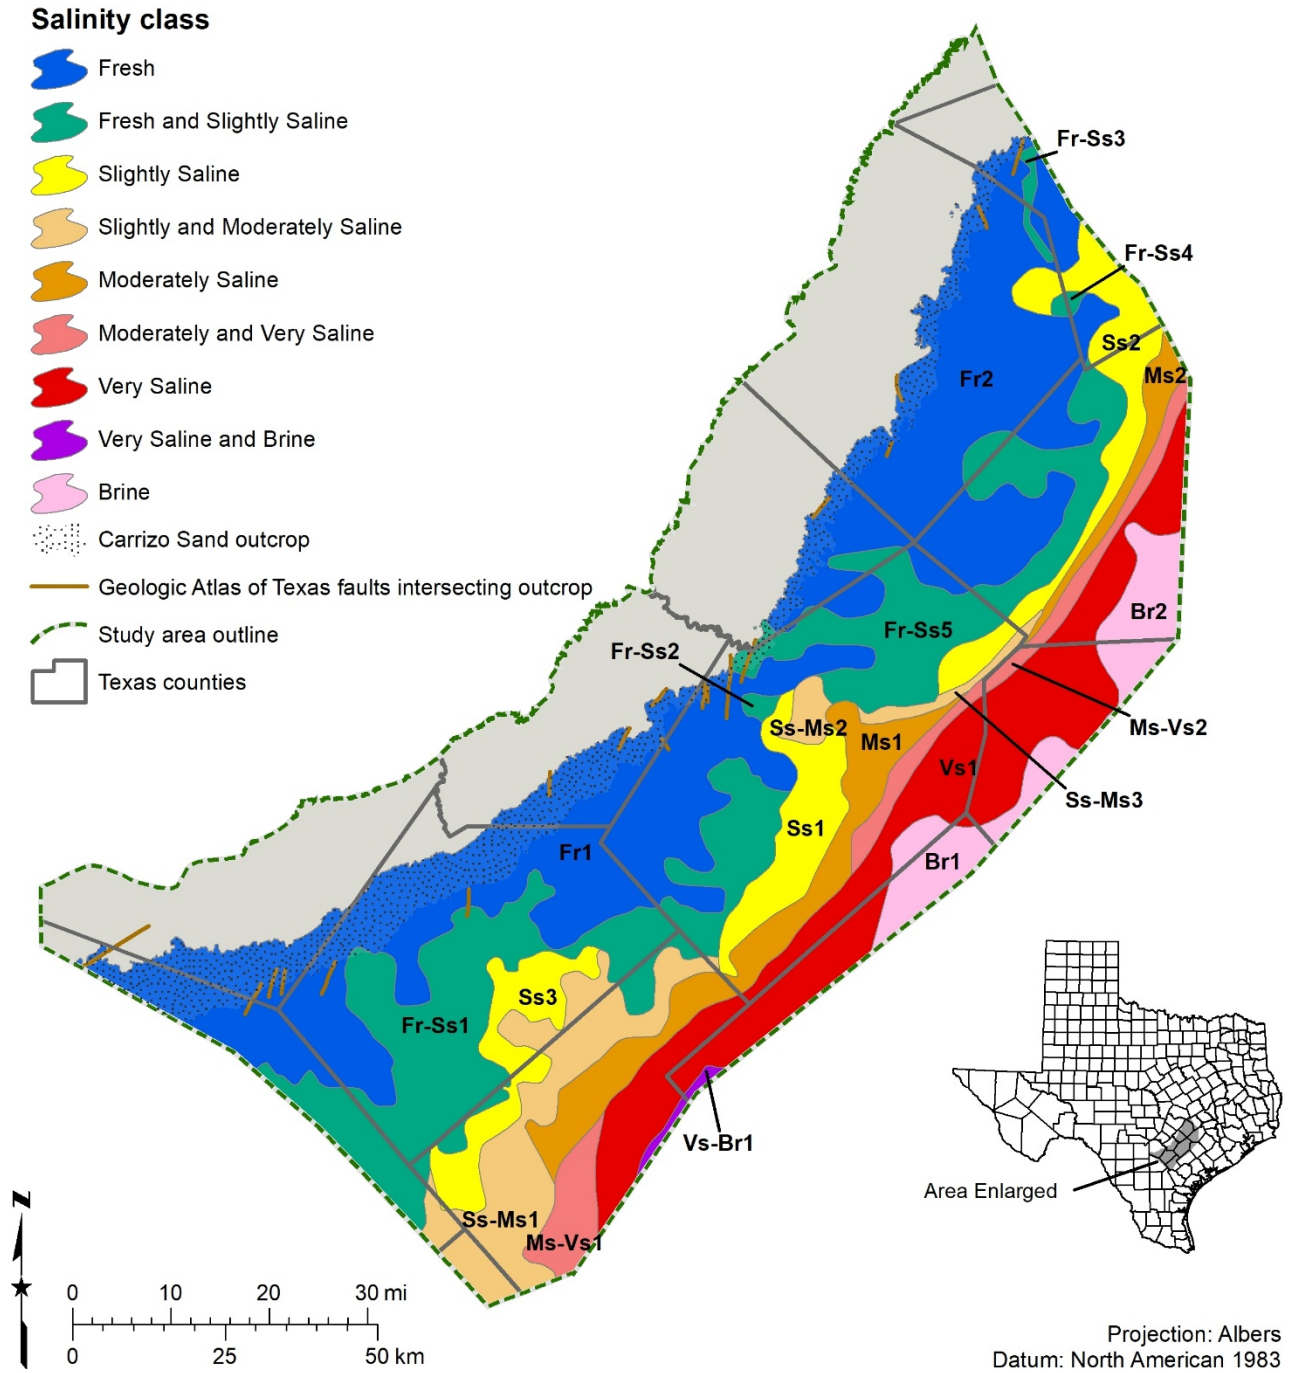 Salinity class
Fresh
Fresh and Slightly Saline
Slightly Saline
Slightly and Moderately Saline
Moderately Saline
Moderately and Very Saline
Very Saline
Very Saline and Brine
Brine
Carrizo Sand outcrop
Geologic Atlas of Texas faults intersecting outcrop
Study area outline
Texas counties
Fr-Ss3
Fr-Ss4
Ss2
Ms2
Fr2
Br2
Fr-Ss5
Fr-Ss2
Ss-Ms2
Ms1
Ms-Vs2
Vs1
Ss-Ms3
Ss1
Fr1
Br1
Ss3
Fr-Ss1
Vs-Br1
Ss-Ms1
Ms-Vs1
Area Enlarged
N
0 10 20 30 mi
0 25 50 km
Projection: Albers
Datum: North American 1983